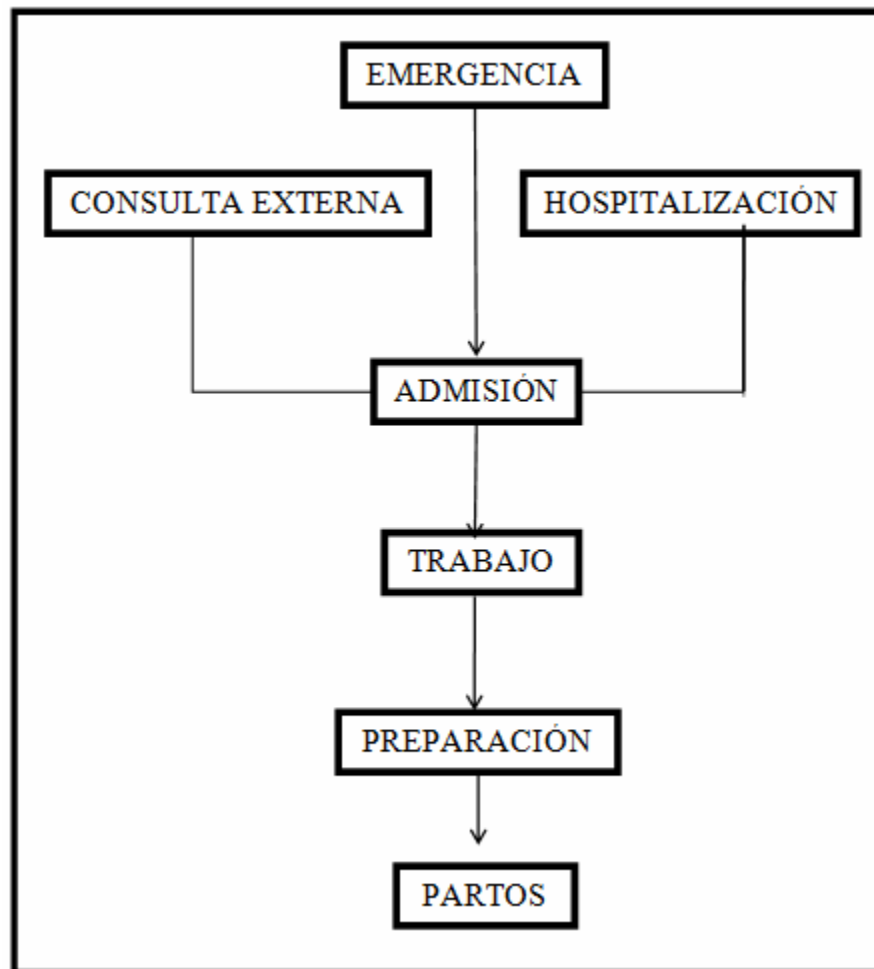 EMERGENCIA
CONSULTA EXTERNA
HOSPITALIZACIÓN
ADMISIÓN
TRABAJO
PREPARACIÓN
PARTOS